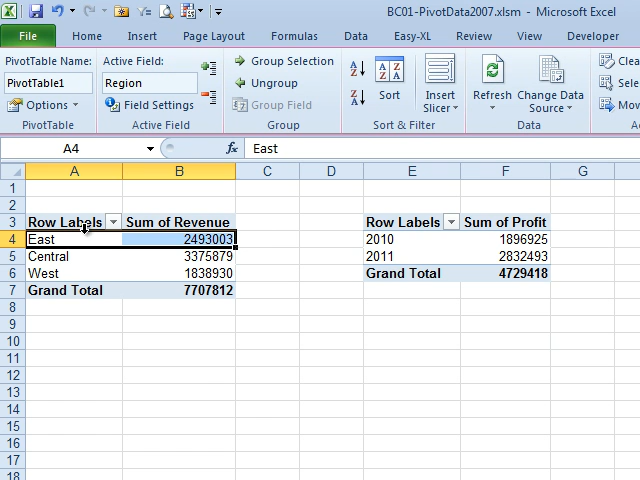 BC01-PivotData2007.xlsm - Microsoft Excel
File Home Insert Page Layout Formulas Data Easy-XL Review View Developer
PivotTable Name: Active Field: Group Selection Clea
PivotTable1 Region Ungroup Sort Insert Slicer Refresh Change Data Source Sele
Options Field Settings Group Field Mov
PivotTable Active Field Group Sort & Filter Data A
A4 fx East
A B C D E F G
1
2
3 Row Labels Sum of Revenue Row Labels Sum of Profit
4 East 2493003 2010 1896925
5 Central 3375879 2011 2832493
6 West 1838930 Grand Total 4729418
7 Grand Total 7707812
8
9
10
11
12
13
14
15
16
17
18